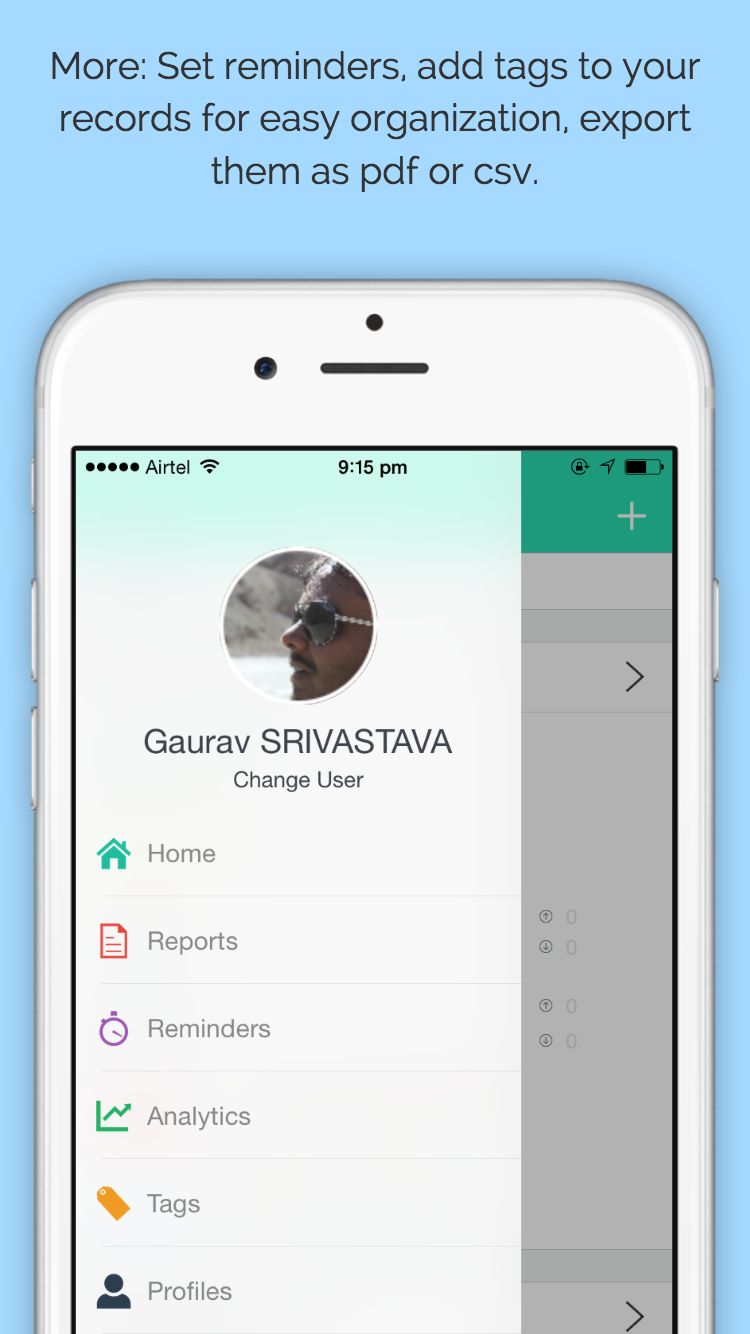 More: Set reminders, add tags to your
records for easy organization, export
them as pdf or csv.
Airtel 9:15 pm
Gaurav SRIVASTAVA
Change User
Home
Reports
0
0
Reminders
0
0
Analytics
Tags
Profiles